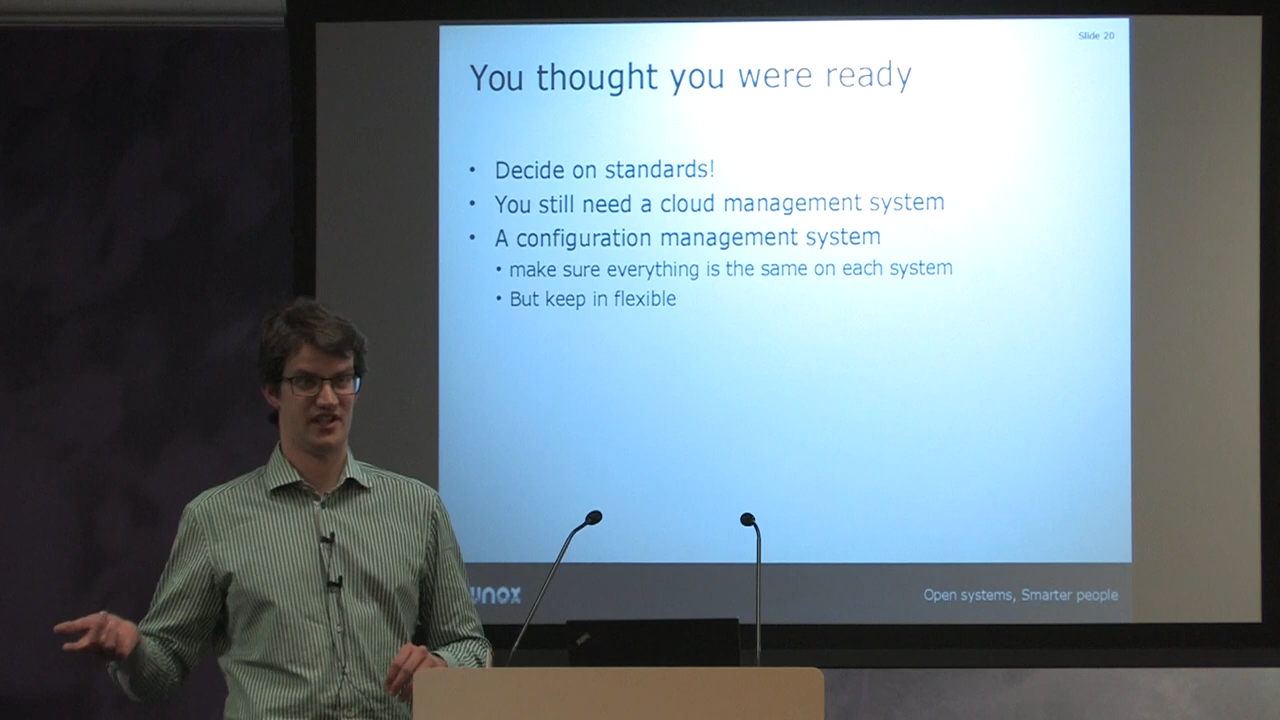 Slide 20
You thought you were ready
• Decide on standards!
• You still need a cloud management system
• A configuration management system
• make sure everything is the same on each system
• But keep in flexible
Open systems, Smarter people